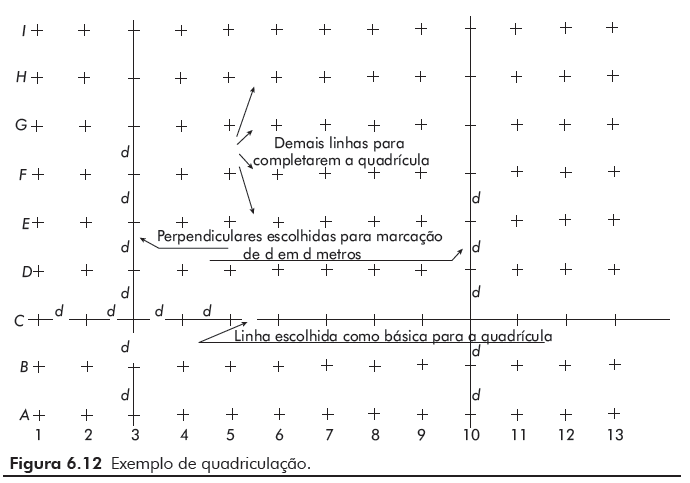 I
H
G
Demais linhas para
completarem a quadrícula
d
F
d
d
E
Perpendiculares escolhidas para marcação
de d em d metros
d
d
D
d
d
C
d
d
d
d
Linha escolhida como básica para a quadrícula
d
d
B
d
d
A
1 2 3 4 5 6 7 8 9 10 11 12 13
Figura 6.12 Exemplo de quadriculação.